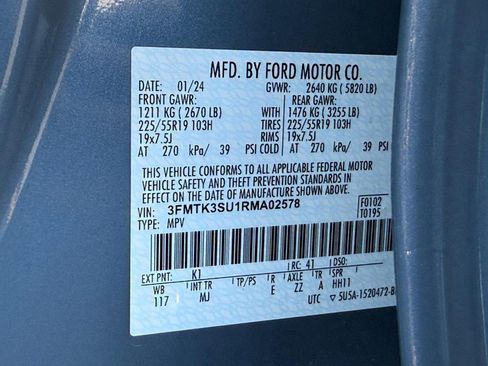 MFD. BY FORD MOTOR CO.
DATE: 01/24 GVWR: 2640 KG (5820 LB)
FRONT GAWR: REAR GAWR:
1211 KG (2670 LB) WITH 1476 KG (3255 LB)
225/55R19 103H TIRES 225/55R19 103H
19x7.5J RIMS 19x7.5J
AT 270 kPa/ 39 PSI COLD AT 270 kPa/ 39 PSI
THIS VEHICLE CONFORMS TO ALL APPLICABLE FEDERAL MOTOR
VEHICLE SAFETY AND THEFT PREVENTION STANDARDS IN
EFFECT ON THE DATE OF MANUFACTURE SHOWN ABOVE.
VIN: 3FMTK3SU1RMA02578 F0102
TYPE: MPV T0195
EXT PNT: K1 RC: 41 DSO:
WB INT TR TP/PS R AXLE TR SPR
117 MJ E ZZ A HH11
UTC 5U5A-1520472-B